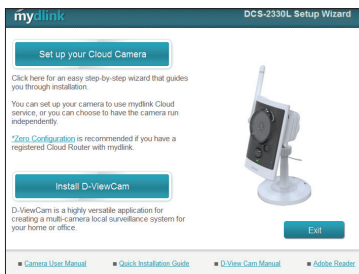 mydlink
DCS-2330L Setup Wizard
Set up your Cloud Camera
Click here for an easy step-by-step wizard that guides
you through installation.
You can set up your camera to use mydlink Cloud
service, or you can choose to have the camera run
independently.
*Zero Configuration is recommended if you have a
registered Cloud Router with mydlink.
Install D-ViewCam
D-ViewCam is a highly versatile application for
creating a multi-camera local surveillance system for
your home or office.
Exit
Camera User Manual
Quick Installation Guide
D-View Cam Manual
Adobe Reader